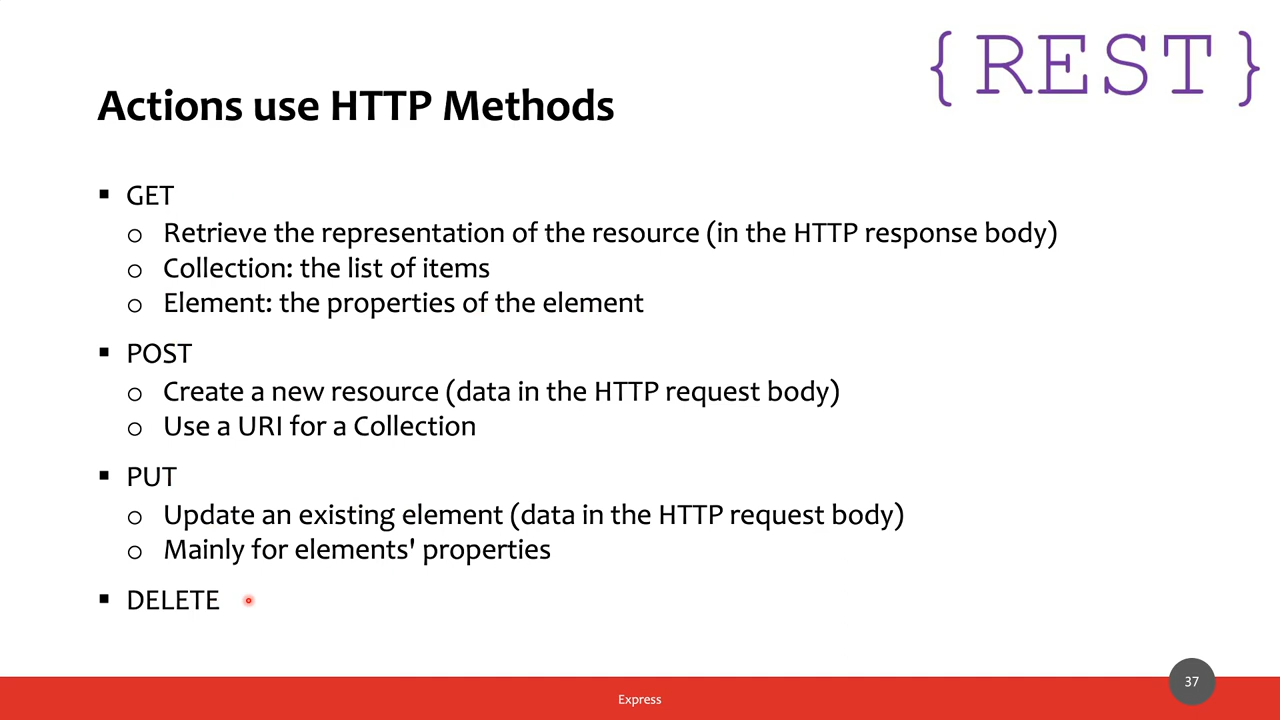 {REST}
Actions use HTTP Methods
▪ GET
o Retrieve the representation of the resource (in the HTTP response body)
o Collection: the list of items
o Element: the properties of the element
▪ POST
o Create a new resource (data in the HTTP request body)
o Use a URI for a Collection
▪ PUT
o Update an existing element (data in the HTTP request body)
o Mainly for elements' properties
▪ DELETE
37
Express